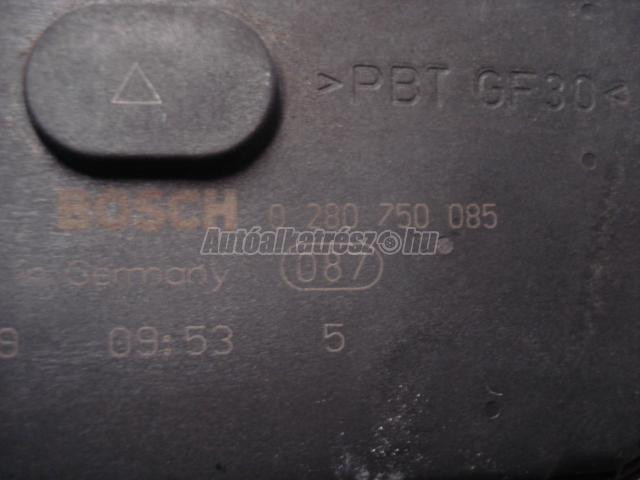 >PBT GF30<
BOSCH 0 280 750 085
Autóalkatrész.hu
Germany 087
09:53 5